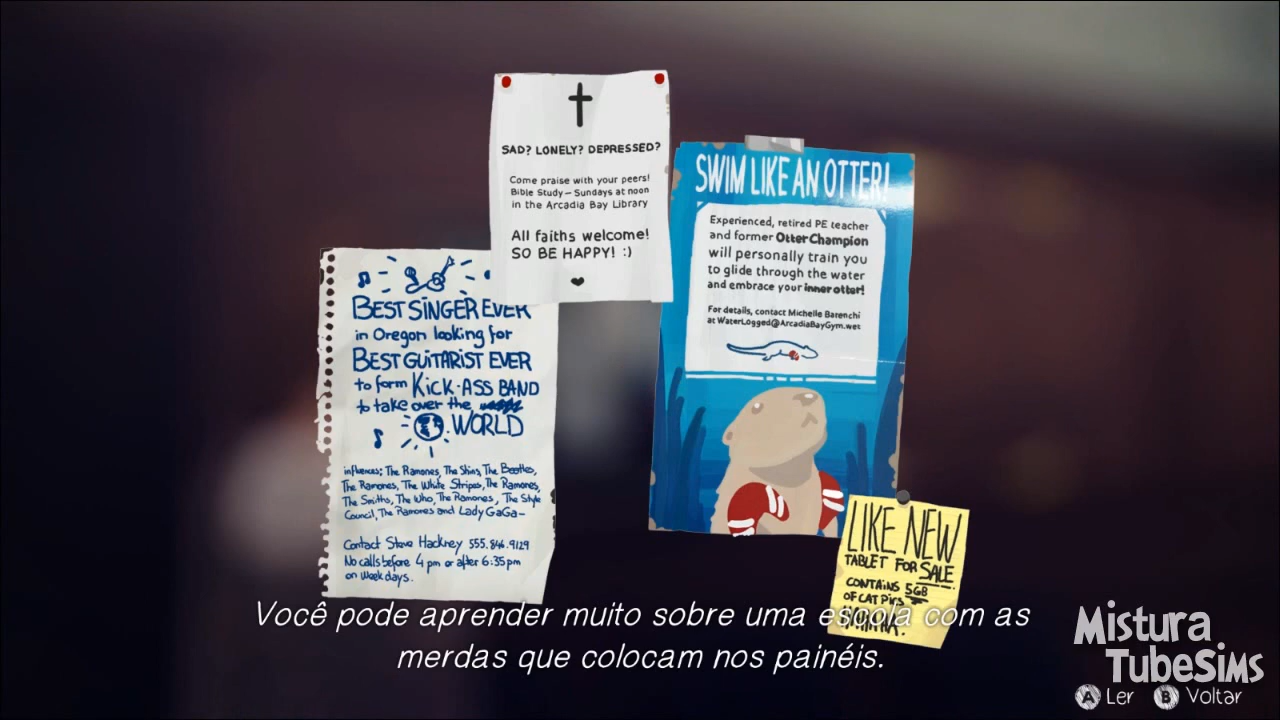 SAD? LONELY? DEPRESSED?
Come praise with your peers!
Bible Study – Sundays at noon
in the Arcadia Bay Library
All faiths welcome!
SO BE HAPPY! :)
SWIM LIKE AN OTTER!
Experienced, retired PE teacher
and former Otter Champion
will personally train you
to glide through the water
and embrace your inner otter!
For details, contact Michelle Barenchi
at WaterLogged@ArcadiaBayGym.wet
BEST SINGER EVER
in Oregon looking for
BEST GUITARIST EVER
to form KICK-ASS BAND
to take over the
WORLD
influences: The Ramones, The Shins, The Beatles,
The Ramones, The White Stripes, The Ramones,
The Smiths, The Who, The Ramones, The Style
Council, The Ramones and Lady GaGa-
Contact Steve Hackney 555.846.9129
No calls before 4 pm or after 6:35 pm
on weekdays.
LIKE NEW
TABLET FOR SALE
CONTAINS 5GB
OF CAT PICS
Você pode aprender muito sobre uma escola com as
merdas que colocam nos painéis.
Mistura
TubeSims
A Ler B Voltar